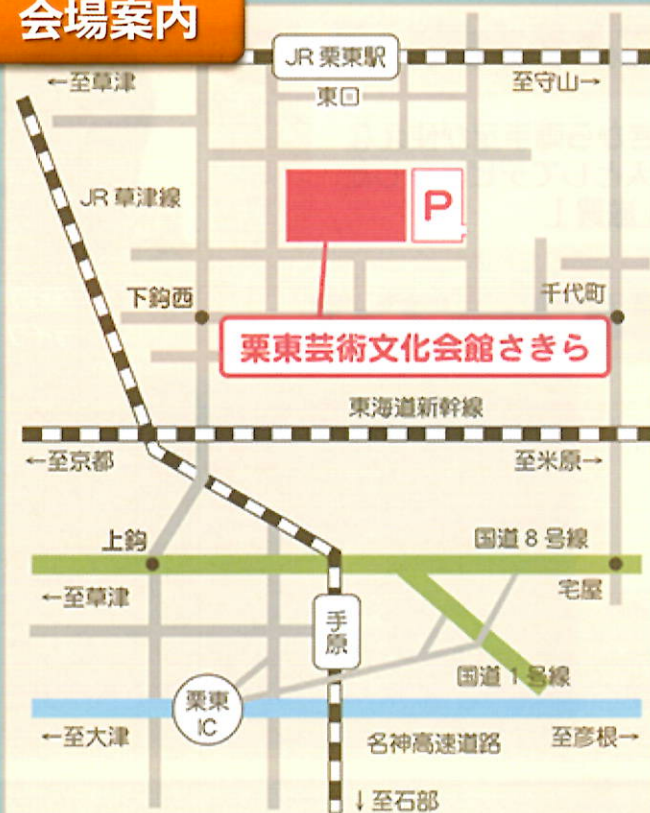 会場案内
JR 栗東駅
←至草津
至守山→
東口
JR 草津線
P
下鈎西
千代町
栗東芸術文化会館さきら
東海道新幹線
←至京都
至米原→
上鈎
国道8号線
←至草津
宅屋
手原
国道1号線
栗東
IC
←至大津
名神高速道路
至彦根→
↓至石部